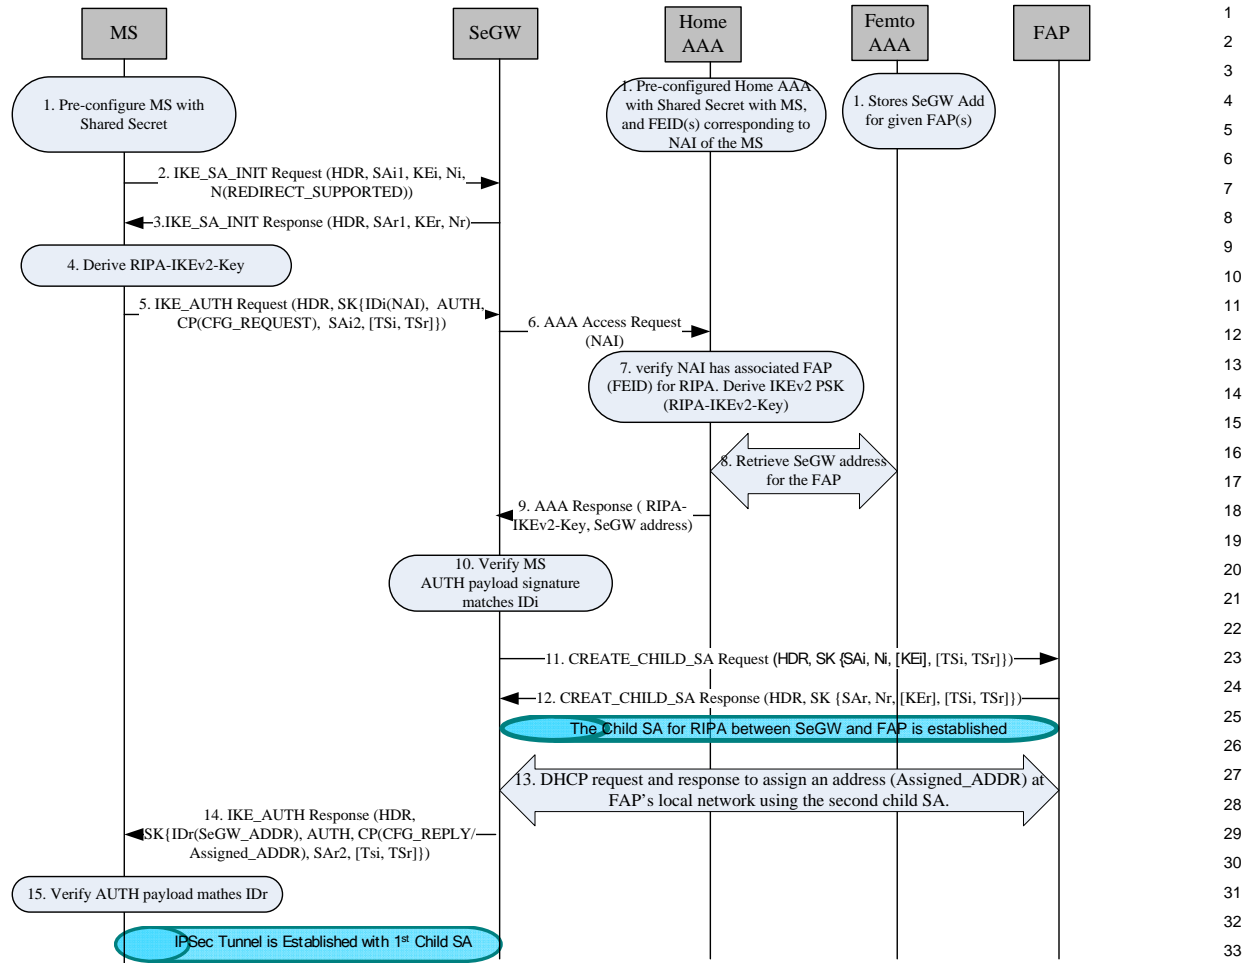 MS
SeGW
Home
AAA
Femto
AAA
FAP
1. Pre-configure MS with
Shared Secret
1. Pre-configured Home AAA
with Shared Secret with MS,
and FEID(s) corresponding to
NAI of the MS
1. Stores SeGW Add
for given FAP(s)
2. IKE_SA_INIT Request (HDR, SAi1, KEi, Ni,
N(REDIRECT_SUPPORTED))
3.IKE_SA_INIT Response (HDR, SAr1, KEr, Nr)
4. Derive RIPA-IKEv2-Key
5. IKE_AUTH Request (HDR, SK{IDi(NAI), AUTH,
CP(CFG_REQUEST), SAi2, [TSi, TSr]})
6. AAA Access Request
(NAI)
7. verify NAI has associated FAP
(FEID) for RIPA. Derive IKEv2 PSK
(RIPA-IKEv2-Key)
8. Retrieve SeGW address
for the FAP
9. AAA Response ( RIPA-
IKEv2-Key, SeGW address)
10. Verify MS
AUTH payload signature
matches IDi
11. CREATE_CHILD_SA Request (HDR, SK {SAi, Ni, [KEi], [TSi, TSr]})
12. CREAT_CHILD_SA Response (HDR, SK {SAr, Nr, [KEr], [TSi, TSr]})
The Child SA for RIPA between SeGW and FAP is established
13. DHCP request and response to assign an address (Assigned_ADDR) at
FAP's local network using the second child SA.
14. IKE_AUTH Response (HDR,
SK{IDr(SeGW_ADDR), AUTH, CP(CFG_REPLY/
Assigned_ADDR), SAr2, [Tsi, TSr]})
15. Verify AUTH payload mathes IDr
IPSec Tunnel is Established with 1st Child SA
1
2
3
4
5
6
7
8
9
10
11
12
13
14
15
16
17
18
19
20
21
22
23
24
25
26
27
28
29
30
31
32
33